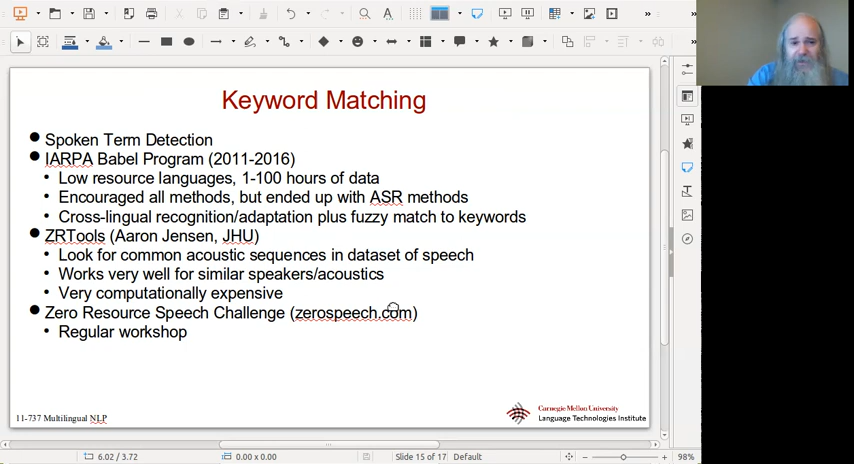 Keyword Matching
Spoken Term Detection
IARPA Babel Program (2011-2016)
Low resource languages, 1-100 hours of data
Encouraged all methods, but ended up with ASR methods
Cross-lingual recognition/adaptation plus fuzzy match to keywords
ZRTools (Aaron Jensen, JHU)
Look for common acoustic sequences in dataset of speech
Works very well for similar speakers/acoustics
Very computationally expensive
Zero Resource Speech Challenge (zerospeech.com)
Regular workshop
11-737 Multilingual NLP
Carnegie Mellon University
Language Technologies Institute
6.02 / 3.72 0.00 x 0.00 Slide 15 of 17 Default 98%